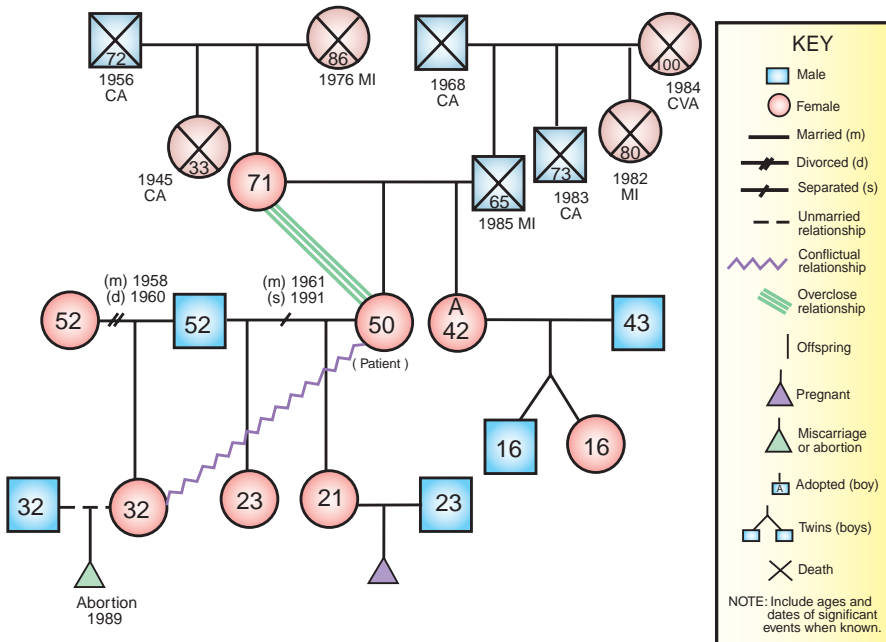 72
1956
CA
86
1976 MI
1968
CA
100
1984
CVA
33
1945
CA
71
65
1985 MI
73
1983
CA
80
1982
MI
(m) 1958
(d) 1960
(m) 1961
(s) 1991
52
52
50
( Patient )
A
42
43
16
16
32
32
23
21
23
Abortion
1989
KEY
Male
Female
Married (m)
Divorced (d)
Separated (s)
Unmarried
relationship
Conflictual
relationship
Overclose
relationship
Offspring
Pregnant
Miscarriage
or abortion
A
Adopted (boy)
Twins (boys)
Death
NOTE: Include ages and
dates of significant
events when known.